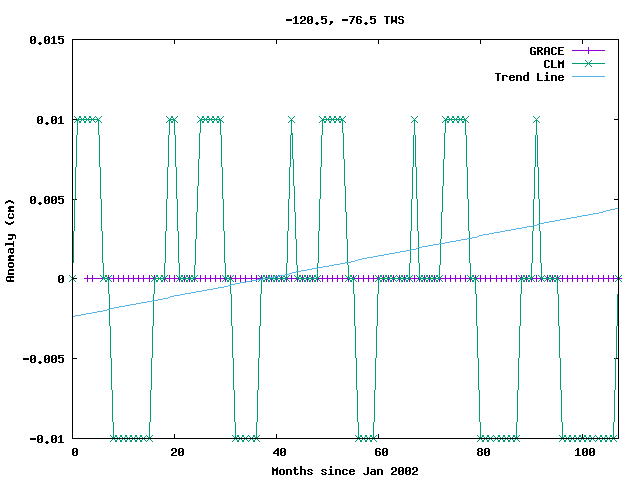 -120.5, -76.5 TWS
0.015
0.01
0.005
0
-0.005
-0.01
Anomaly (cm)
GRACE
CLM
Trend Line
0 20 40 60 80 100
Months since Jan 2002